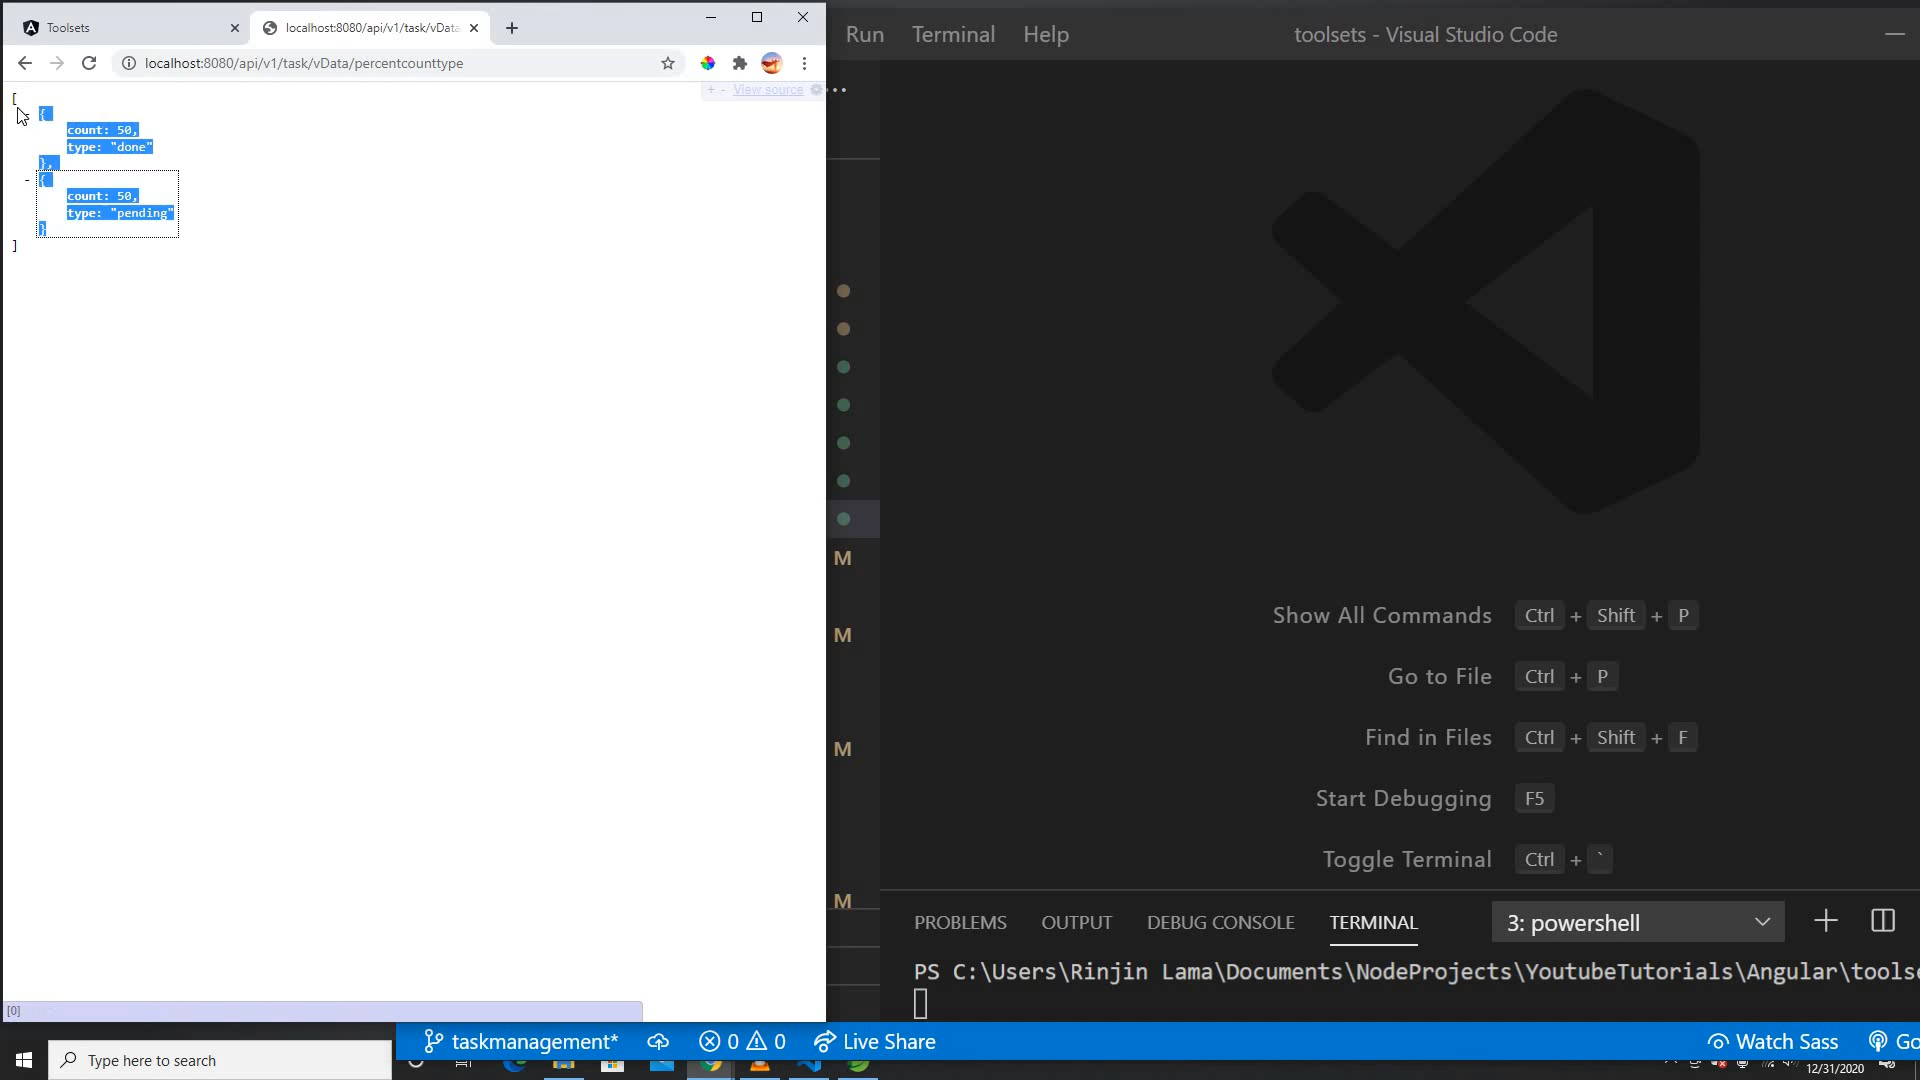 Toolsets
localhost:8080/api/v1/task/vData
localhost:8080/api/v1/task/vData/percentcounttype
+ - View source
[
{
count: 50,
type: "done"
},
- {
count: 50,
type: "pending"
}
]
[0]
Run Terminal Help
toolsets - Visual Studio Code
M
M
M
M
Show All Commands Ctrl + Shift + P
Go to File Ctrl + P
Find in Files Ctrl + Shift + F
Start Debugging F5
Toggle Terminal Ctrl + `
PROBLEMS OUTPUT DEBUG CONSOLE TERMINAL 3: powershell
PS C:\Users\Rinjin Lama\Documents\NodeProjects\YoutubeTutorials\Angular\toolse
taskmanagement* 0 0 Live Share Watch Sass Go
Type here to search
12/31/2020